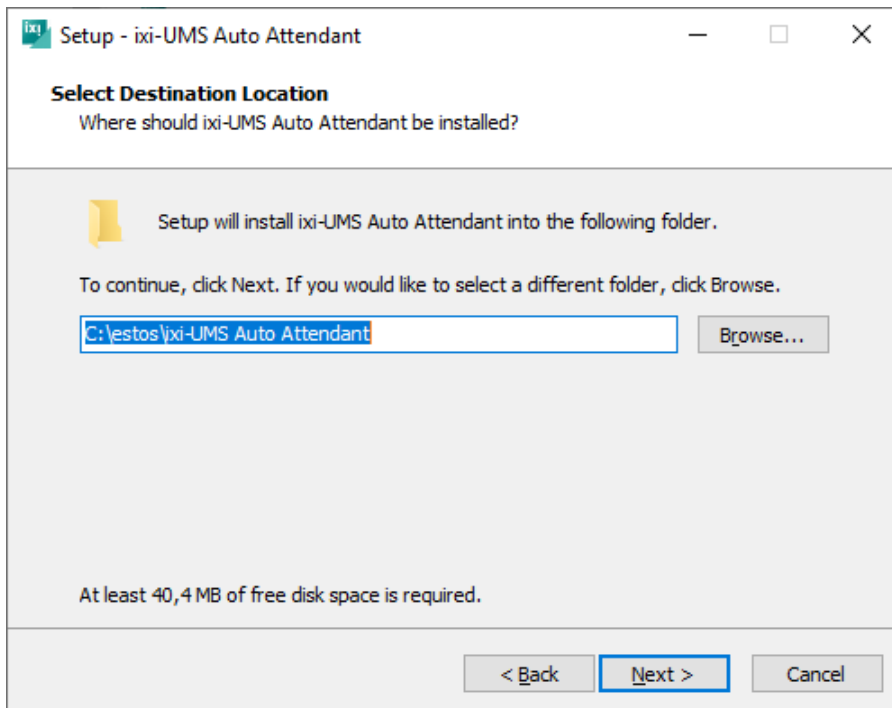 ixi
Setup - ixi-UMS Auto Attendant
Select Destination Location
Where should ixi-UMS Auto Attendant be installed?
Setup will install ixi-UMS Auto Attendant into the following folder.
To continue, click Next. If you would like to select a different folder, click Browse.
C:\estos\ixi-UMS Auto Attendant
Browse...
At least 40,4 MB of free disk space is required.
< Back
Next >
Cancel